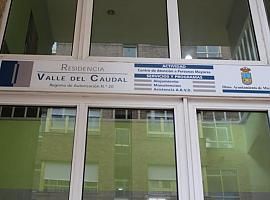 RESIDENCIA
VALLE DEL CAUDAL
Registro de Autorización N.º 20
ACTIVIDAD
Centro de Atención a Personas Mayores
SERVICIOS Y PROGRAMAS
Alojamiento
Manutención
Asistencia A.B.V.D.
Ilmo. Ayuntamiento de